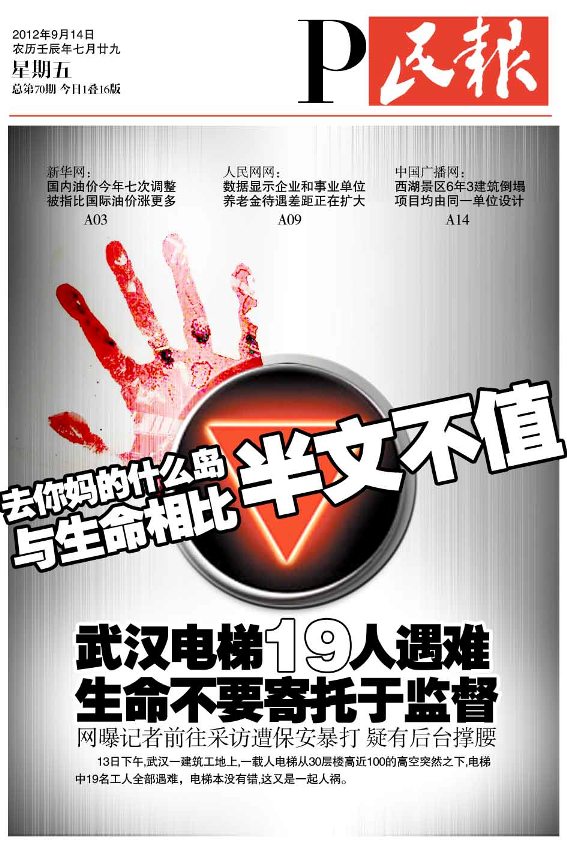 2012年9月14日
农历壬辰年七月廿九
星期五
总第70期 今日1叠16版
P 民報
新华网：
国内油价今年七次调整
被指比国际油价涨更多
A03
人民网网：
数据显示企业和事业单位
养老金待遇差距正在扩大
A09
中国广播网：
西湖景区6年3建筑倒塌
项目均由同一单位设计
A14
去你妈的什么岛
与生命相比
半文不值
武汉电梯19人遇难
生命不要寄托于监督
网曝记者前往采访遭保安暴打 疑有后台撑腰
13日下午,武汉一建筑工地上,一载人电梯从30层楼高近100的高空突然之下,电梯
中19名工人全部遇难，电梯本没有错,这又是一起人祸。